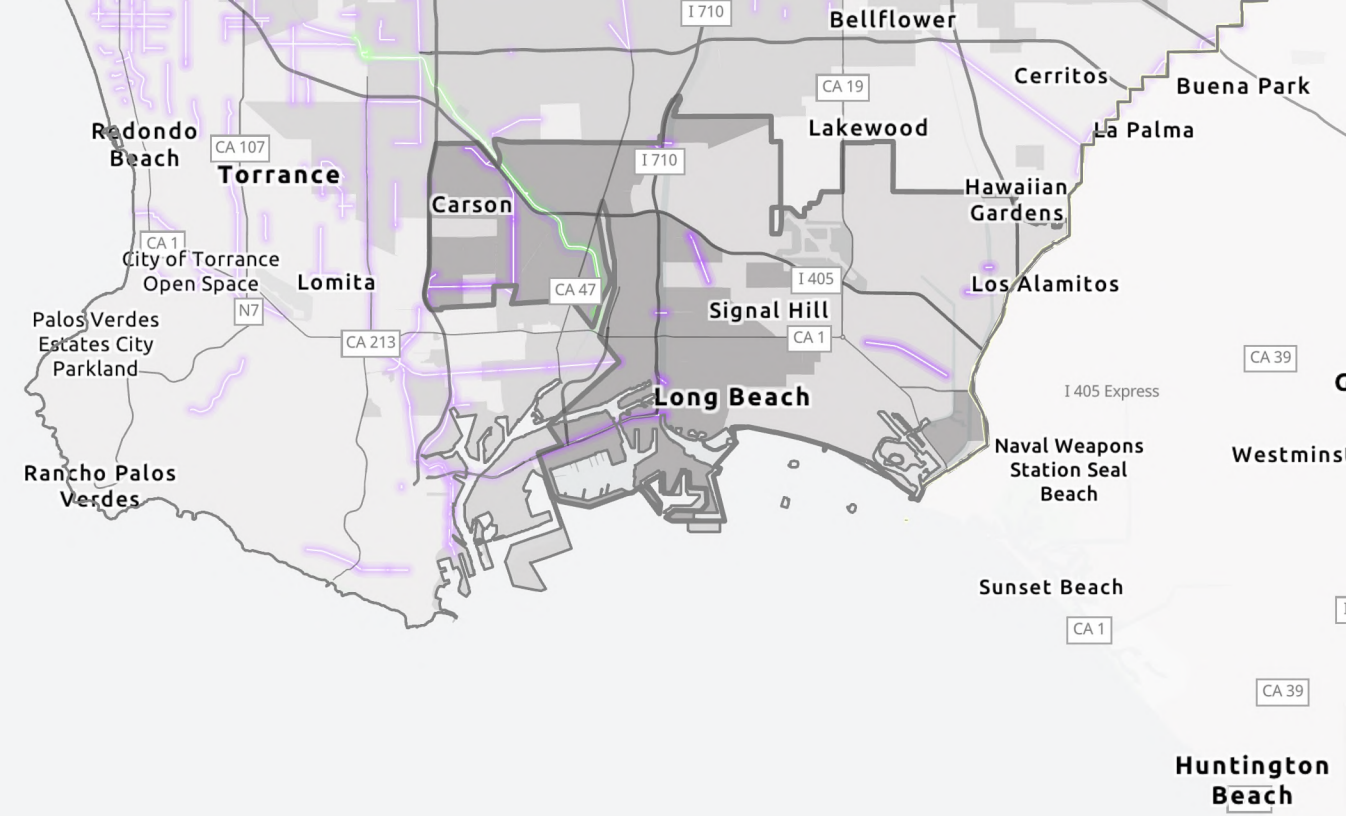 I 710
Bellflower
Cerritos
Buena Park
CA 19
Redondo
Beach
CA 107
Lakewood
La Palma
Torrance
I 710
Carson
Hawaiian
Gardens
CA 1
City of Torrance
Open Space
Lomita
CA 47
I 405
Los Alamitos
N7
Signal Hill
Palos Verdes
Estates City
Parkland
CA 213
CA 1
CA 39
Long Beach
I 405 Express
G
Rancho Palos
Verdes
Naval Weapons
Station Seal
Beach
Westminst
Sunset Beach
CA 1
I
CA 39
Huntington
Beach